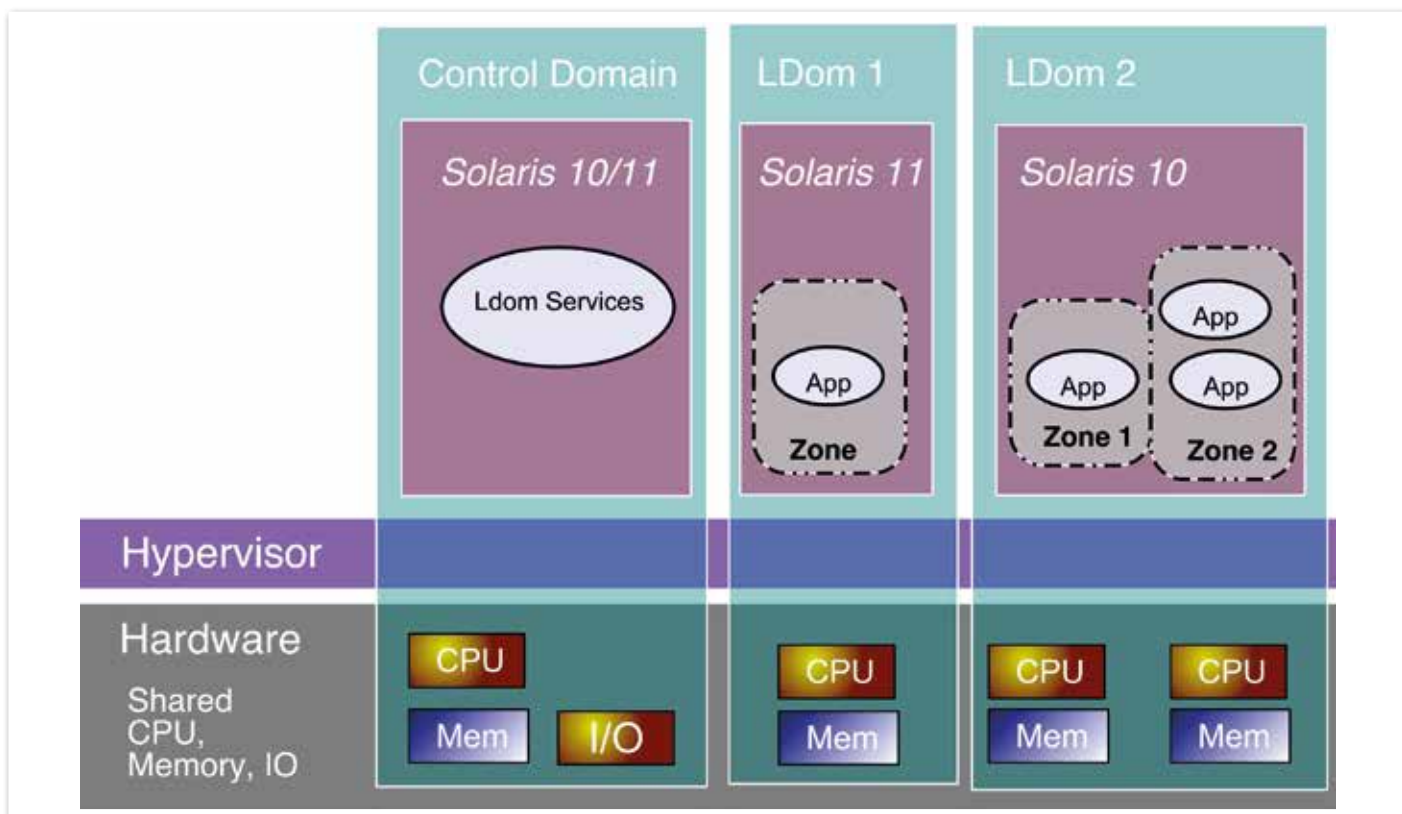 Control Domain
LDom 1
LDom 2
Solaris 10/11
Solaris 11
Solaris 10
Ldom Services
App
Zone
App
Zone 1
App
App
Zone 2
Hypervisor
Hardware
Shared
CPU,
Memory, IO
CPU
Mem
I/O
CPU
Mem
CPU
Mem
CPU
Mem